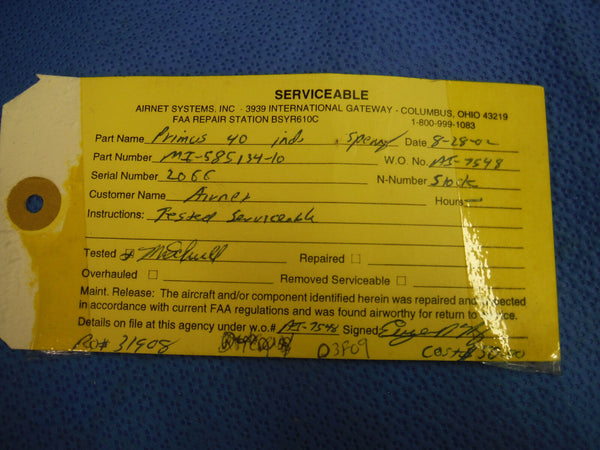 SERVICEABLE
AIRNET SYSTEMS, INC - 3939 INTERNATIONAL GATEWAY - COLUMBUS, OHIO 43219
FAA REPAIR STATION BSYR610C 1-800-999-1083
Part Name Primus 40 ind. Sperry Date 8-28-02
Part Number MI-585134-10 W.O. No. AI-7548
Serial Number 2066 N-Number Stock
Customer Name Airnet Hours —
Instructions: Tested Serviceable
Tested Repaired ☐
Overhauled ☐ Removed Serviceable ☐
Maint. Release: The aircraft and/or component identified herein was repaired and inspected
in accordance with current FAA regulations and was found airworthy for return to service.
Details on file at this agency under w.o.# AI-7548 Signed
RO# 31908 03F09 Cost $30.00